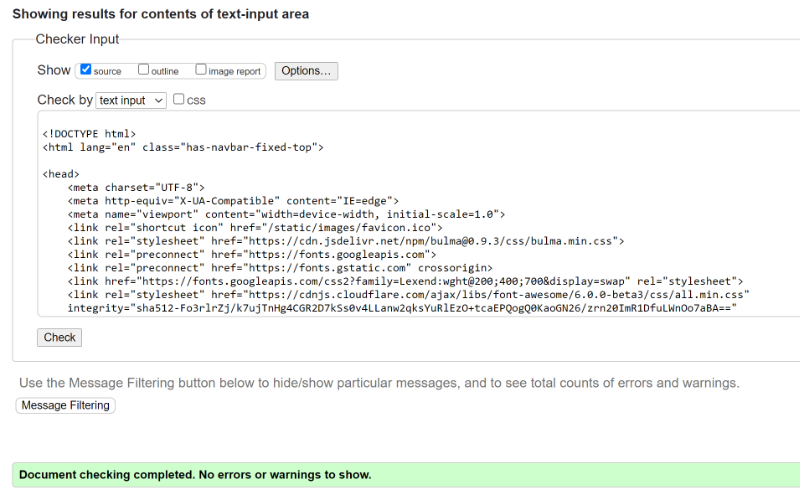 Showing results for contents of text-input area
Checker Input
Show source outline image report Options...
Check by text input css
<!DOCTYPE html>
<html lang="en" class="has-navbar-fixed-top">
<head>
<meta charset="UTF-8">
<meta http-equiv="X-UA-Compatible" content="IE=edge">
<meta name="viewport" content="width=device-width, initial-scale=1.0">
<link rel="shortcut icon" href="/static/images/favicon.ico">
<link rel="stylesheet" href="https://cdn.jsdelivr.net/npm/bulma@0.9.3/css/bulma.min.css">
<link rel="preconnect" href="https://fonts.googleapis.com">
<link rel="preconnect" href="https://fonts.gstatic.com" crossorigin>
<link href="https://fonts.googleapis.com/css2?family=Lexend:wght@200;400;700&display=swap" rel="stylesheet">
<link rel="stylesheet" href="https://cdnjs.cloudflare.com/ajax/libs/font-awesome/6.0.0-beta3/css/all.min.css"
integrity="sha512-Fo3rlrZj/k7ujTnHg4CGR2D7kSs0v4LLanw2qksYuRlEzO+tcaEPQogQ0KaoGN26/zrn20ImR1DfuLWnOo7aBA=="
Check
Use the Message Filtering button below to hide/show particular messages, and to see total counts of errors and warnings.
Message Filtering
Document checking completed. No errors or warnings to show.